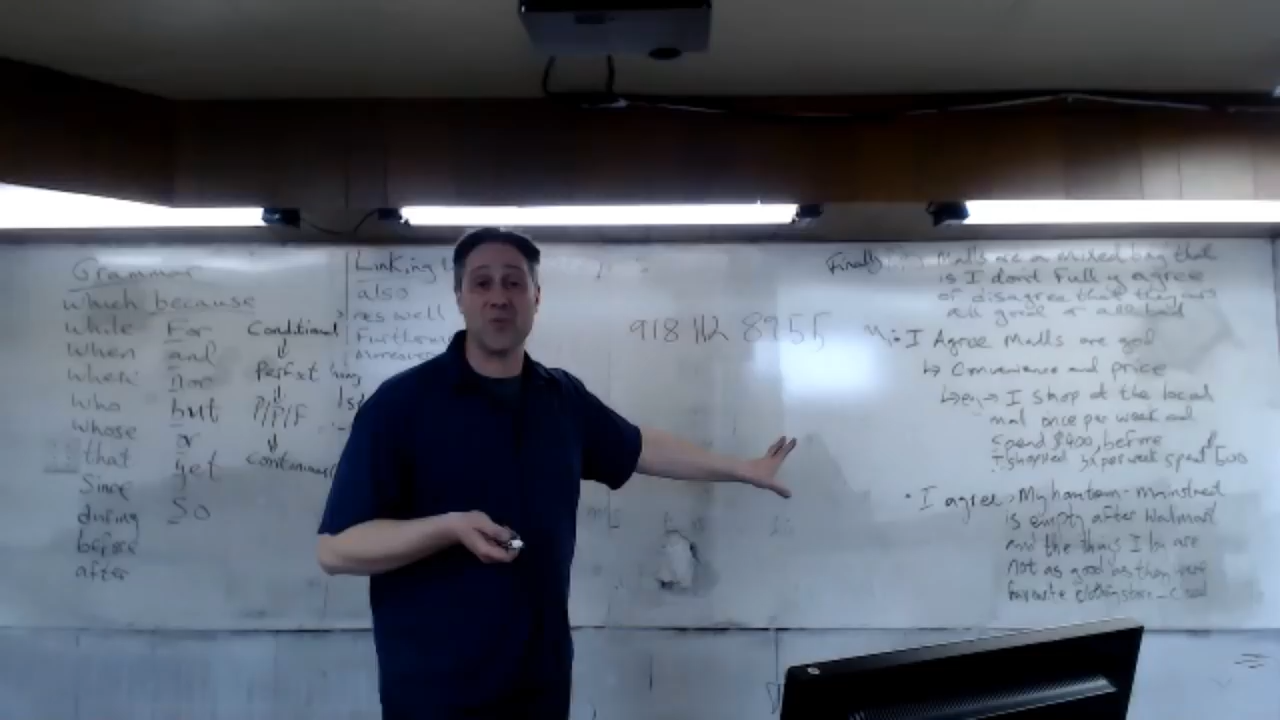 Grammar
which because
while
when
where
who
whose
that
Since
during
before
after
For
and
nor
but
or
yet
So
Conditional
Perfect
P/P/F
Continuous
Linking
also
as well
Furthermore
moreover
918 112 8955
Finally
Malls are a mixed bag that
is I don't Fully agree
or disagree that they are
all good or all bad
I Agree Malls are good
↳ Convenience and price
↳ eg → I shop at the local
mall once per week and
spend $400, before
I shopped 3x per week spent $500
• I agree → My hometown - mainstreet
is empty after Walmart
and the things I buy are
not as good as
favourite clothing store